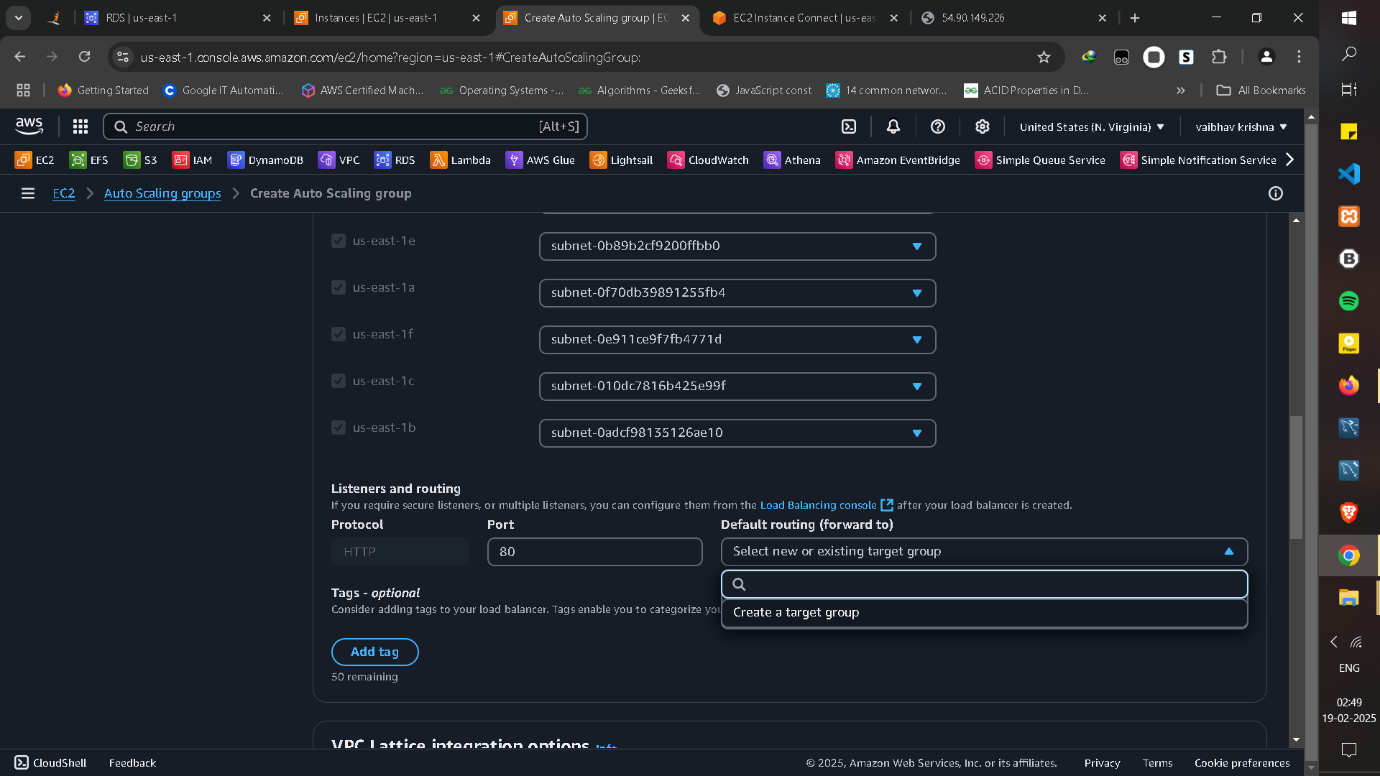 RDS | us-east-1
Instances | EC2 | us-east-1
Create Auto Scaling group | EC
EC2 Instance Connect | us-eas
54.90.149.226
us-east-1.console.aws.amazon.com/ec2/home?region=us-east-1#CreateAutoScalingGroup:
Getting Started
Google IT Automati...
AWS Certified Mach...
Operating Systems -...
Algorithms - Geeksf...
JavaScript const
14 common networ...
ACID Properties in D...
All Bookmarks
aws
Search
[Alt+S]
United States (N. Virginia)
vaibhav krishna
EC2
EFS
S3
IAM
DynamoDB
VPC
RDS
Lambda
AWS Glue
Lightsail
CloudWatch
Athena
Amazon EventBridge
Simple Queue Service
Simple Notification Service
EC2
Auto Scaling groups
Create Auto Scaling group
us-east-1e
subnet-0b89b2cf9200ffbb0
us-east-1a
subnet-0f70db39891255fb4
us-east-1f
subnet-0e911ce9f7fb4771d
us-east-1c
subnet-010dc7816b425e99f
us-east-1b
subnet-0adcf98135126ae10
Listeners and routing
If you require secure listeners, or multiple listeners, you can configure them from the Load Balancing console after your load balancer is created.
Protocol
Port
Default routing (forward to)
HTTP
80
Select new or existing target group
Create a target group
Tags - optional
Consider adding tags to your load balancer. Tags enable you to categorize you
Add tag
50 remaining
VPC Lattice integration options Info
CloudShell
Feedback
© 2025, Amazon Web Services, Inc. or its affiliates.
Privacy
Terms
Cookie preferences
ENG
02:49
19-02-2025